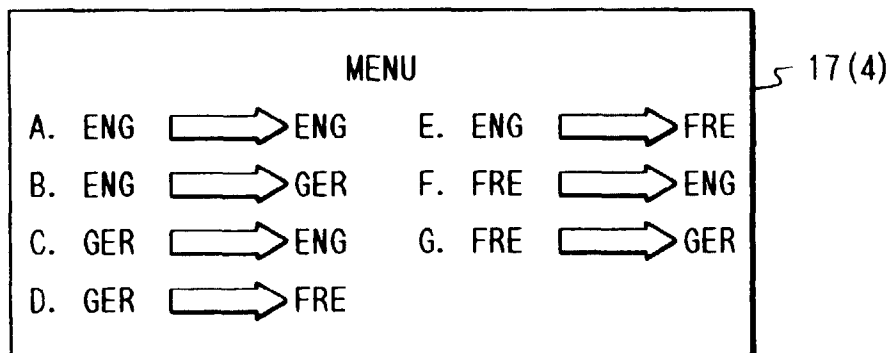 MENU
17(4)
A. ENG ENG E. ENG FRE
B. ENG GER F. FRE ENG
C. GER ENG G. FRE GER
D. GER FRE